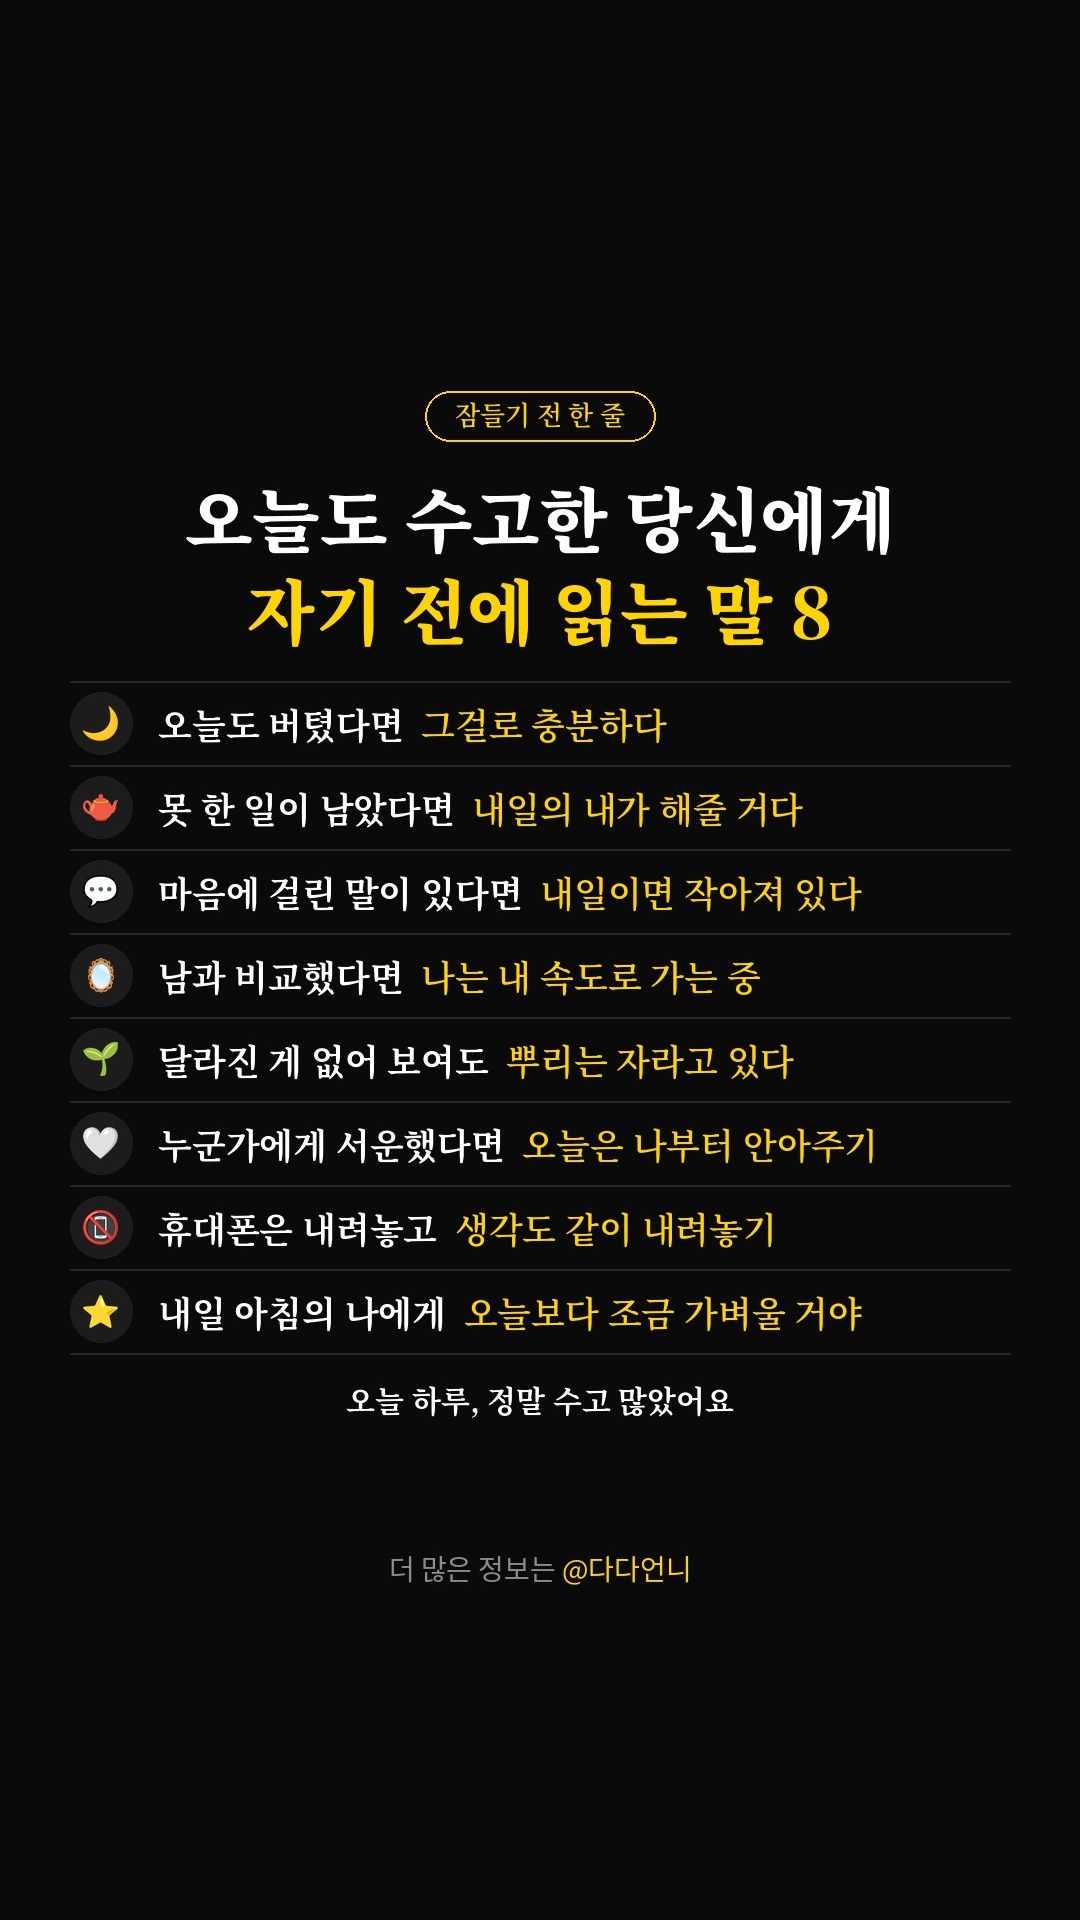 잠들기 전 한 줄
오늘도 수고한 당신에게
자기 전에 읽는 말 8
오늘도 버텼다면 그걸로 충분하다
못 한 일이 남았다면 내일의 내가 해줄 거다
마음에 걸린 말이 있다면 내일이면 작아져 있다
남과 비교했다면 나는 내 속도로 가는 중
달라진 게 없어 보여도 뿌리는 자라고 있다
누군가에게 서운했다면 오늘은 나부터 안아주기
휴대폰은 내려놓고 생각도 같이 내려놓기
내일 아침의 나에게 오늘보다 조금 가벼울 거야
오늘 하루, 정말 수고 많았어요
더 많은 정보는 @다다언니